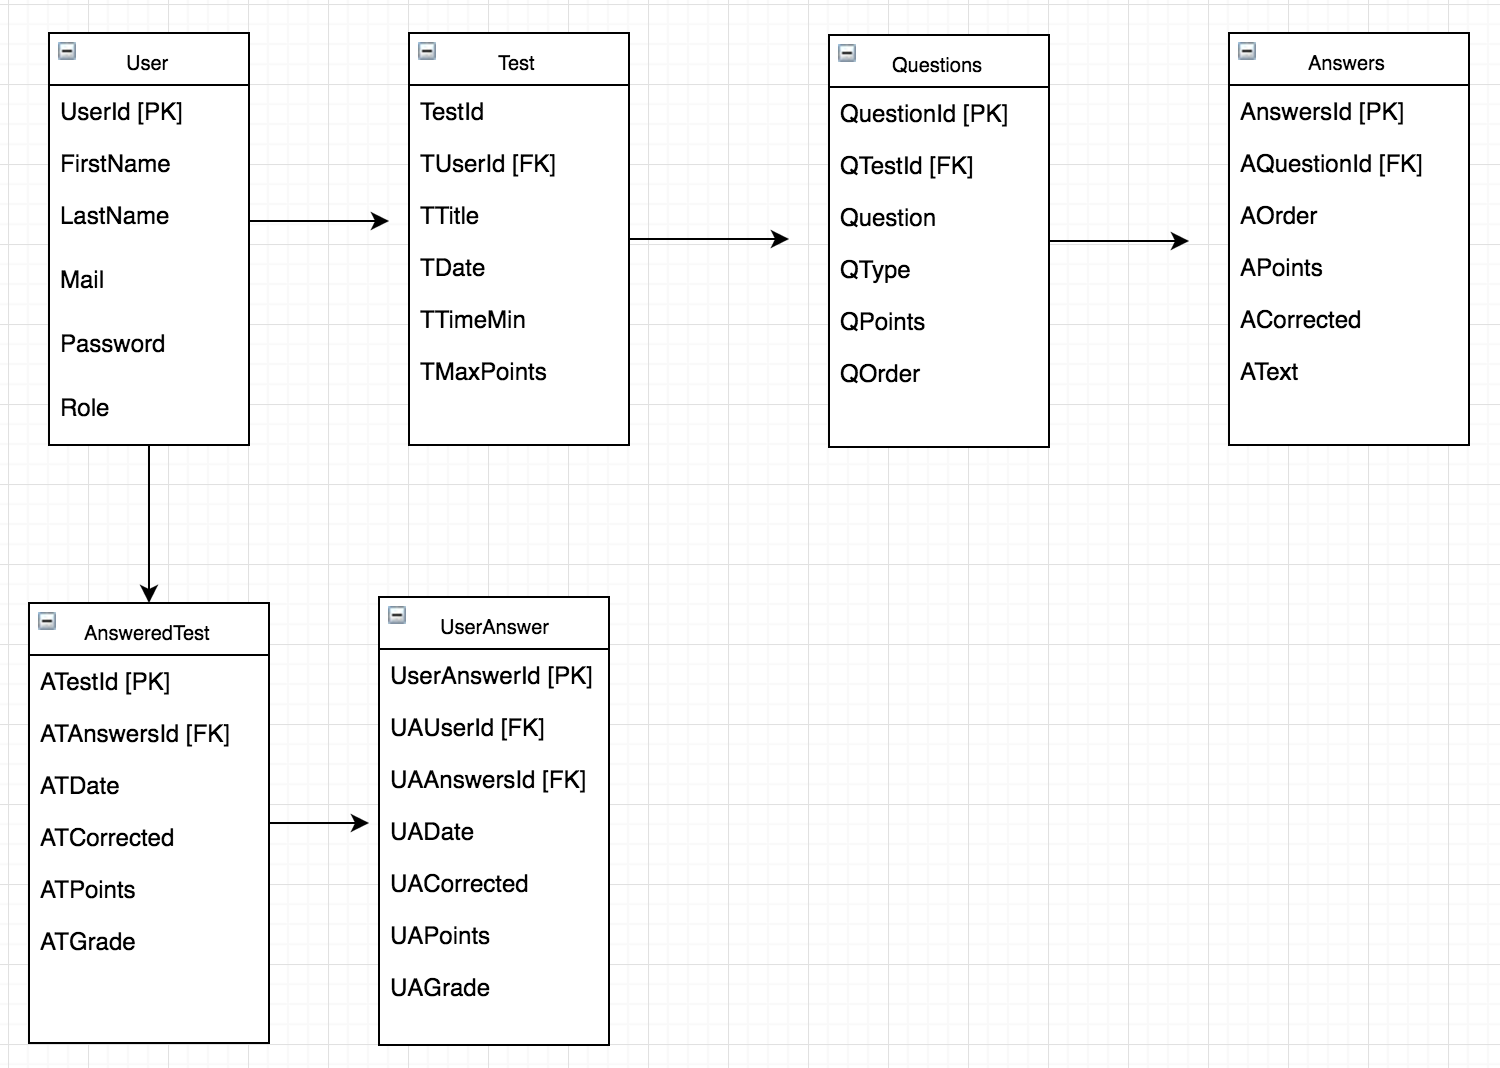 User
UserId [PK]
FirstName
LastName
Mail
Password
Role
Test
TestId
TUserId [FK]
TTitle
TDate
TTimeMin
TMaxPoints
Questions
QuestionId [PK]
QTestId [FK]
Question
QType
QPoints
QOrder
Answers
AnswersId [PK]
AQuestionId [FK]
AOrder
APoints
ACorrected
AText
AnsweredTest
ATestId [PK]
ATAnswersId [FK]
ATDate
ATCorrected
ATPoints
ATGrade
UserAnswer
UserAnswerId [PK]
UAUserId [FK]
UAAnswersId [FK]
UADate
UACorrected
UAPoints
UAGrade